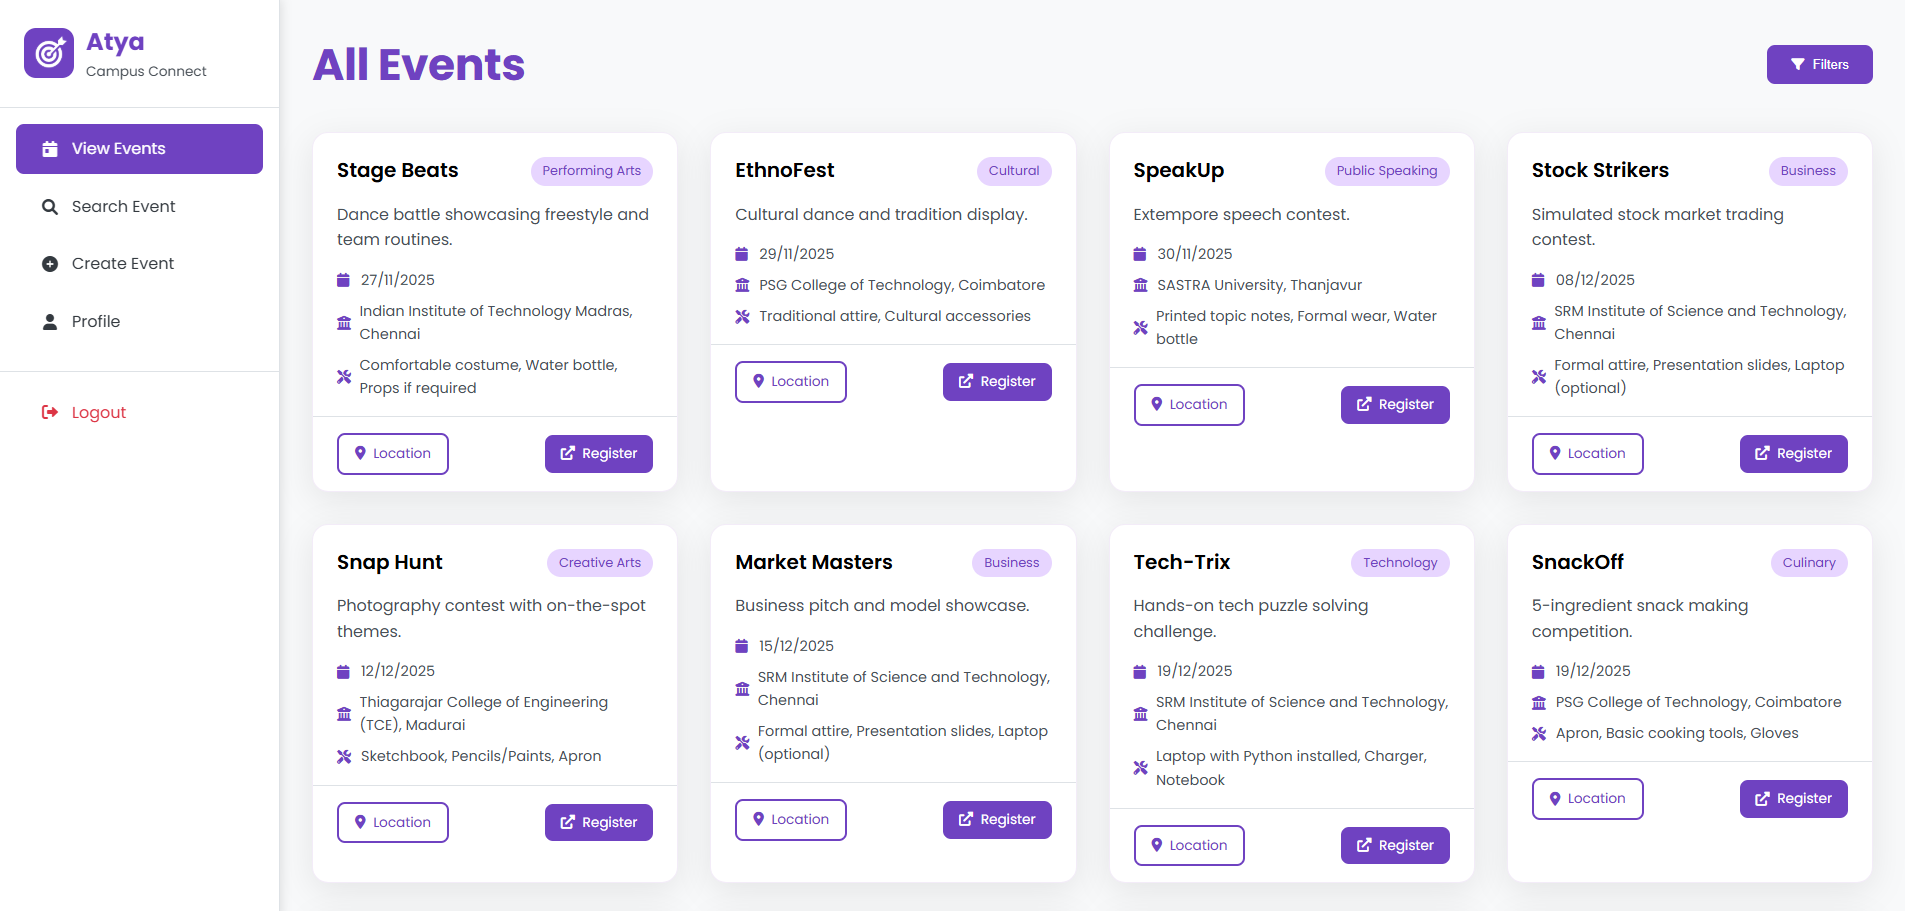 Atya
Campus Connect
View Events
Search Event
Create Event
Profile
Logout
All Events
Filters
Stage Beats
Performing Arts
Dance battle showcasing freestyle and
team routines.
27/11/2025
Indian Institute of Technology Madras,
Chennai
Comfortable costume, Water bottle,
Props if required
Location
Register
EthnoFest
Cultural
Cultural dance and tradition display.
29/11/2025
PSG College of Technology, Coimbatore
Traditional attire, Cultural accessories
Location
Register
SpeakUp
Public Speaking
Extempore speech contest.
30/11/2025
SASTRA University, Thanjavur
Printed topic notes, Formal wear, Water
bottle
Location
Register
Stock Strikers
Business
Simulated stock market trading
contest.
08/12/2025
SRM Institute of Science and Technology,
Chennai
Formal attire, Presentation slides, Laptop
(optional)
Location
Register
Snap Hunt
Creative Arts
Photography contest with on-the-spot
themes.
12/12/2025
Thiagarajar College of Engineering
(TCE), Madurai
Sketchbook, Pencils/Paints, Apron
Location
Register
Market Masters
Business
Business pitch and model showcase.
15/12/2025
SRM Institute of Science and Technology,
Chennai
Formal attire, Presentation slides, Laptop
(optional)
Location
Register
Tech-Trix
Technology
Hands-on tech puzzle solving
challenge.
19/12/2025
SRM Institute of Science and Technology,
Chennai
Laptop with Python installed, Charger,
Notebook
Location
Register
SnackOff
Culinary
5-ingredient snack making
competition.
19/12/2025
PSG College of Technology, Coimbatore
Apron, Basic cooking tools, Gloves
Location
Register